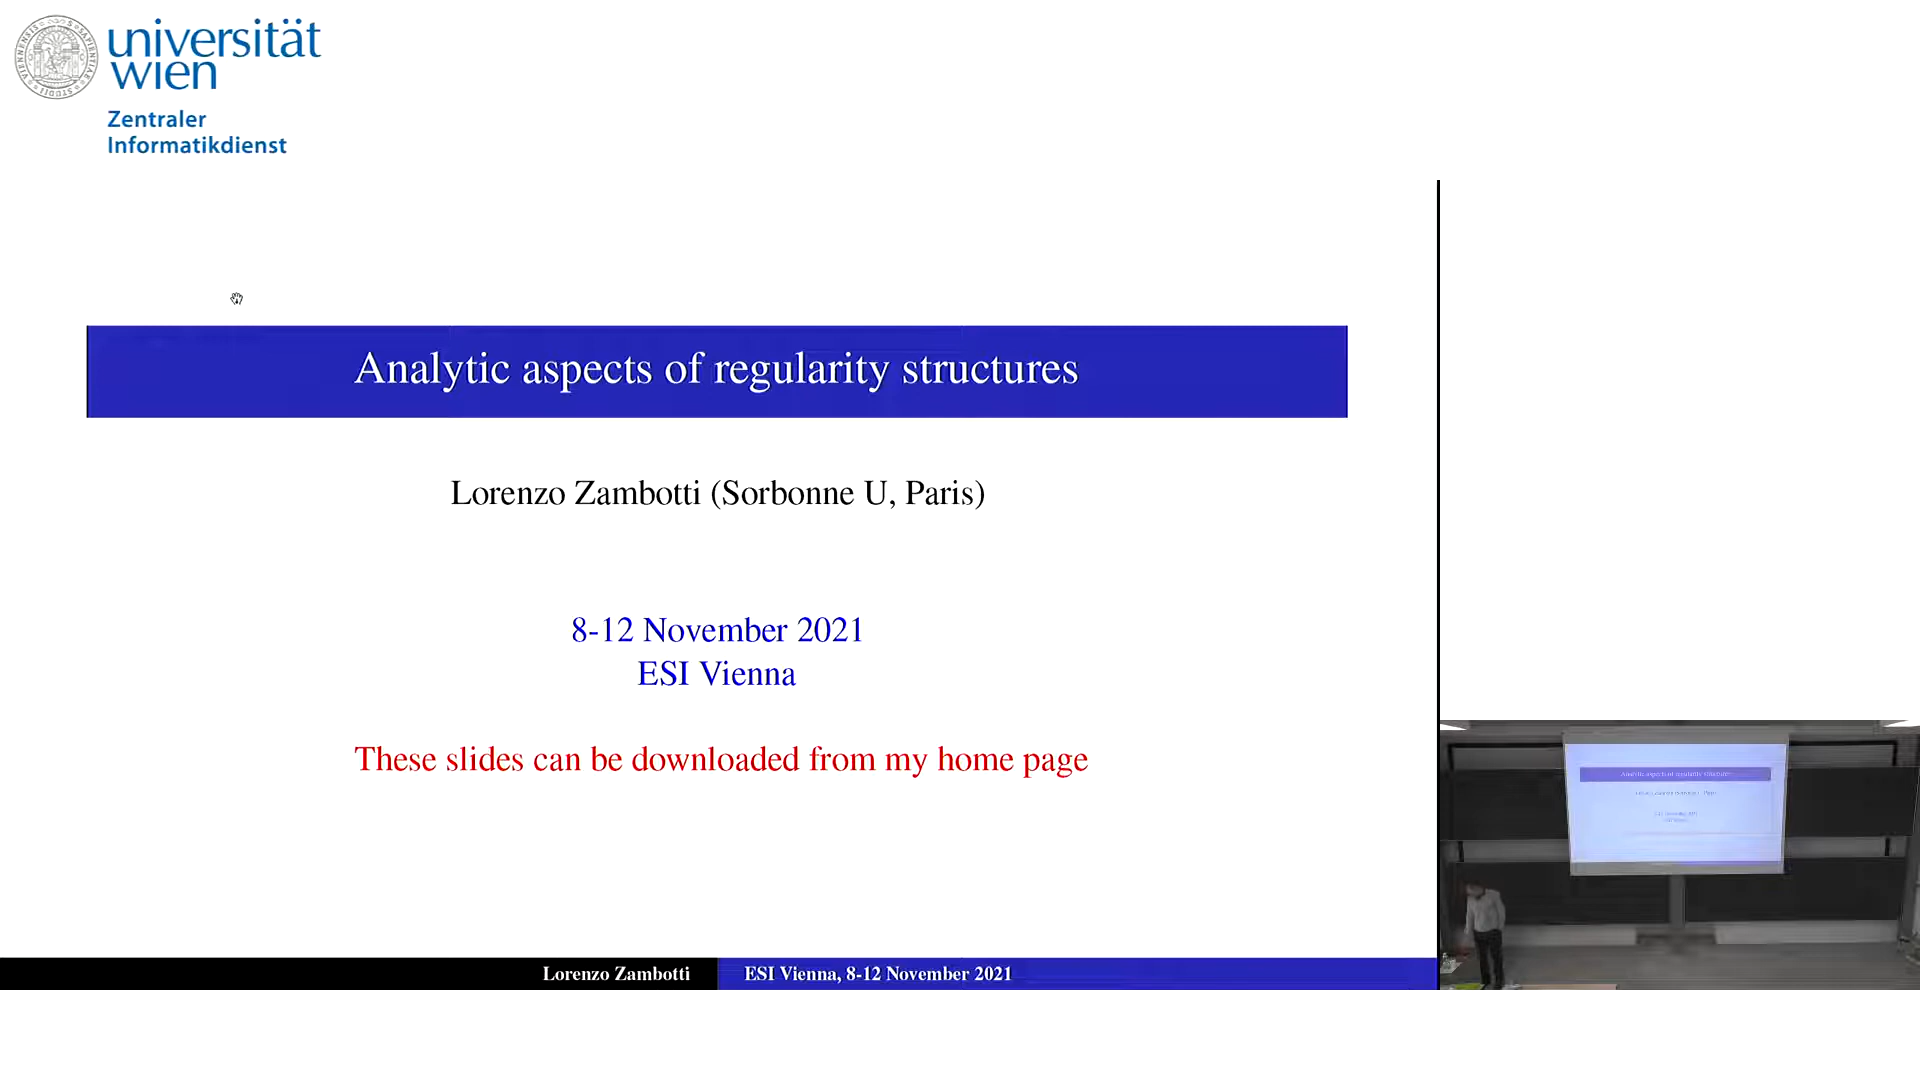 universität
wien
Zentraler
Informatikdienst
Analytic aspects of regularity structures
Lorenzo Zambotti (Sorbonne U, Paris)
8-12 November 2021
ESI Vienna
These slides can be downloaded from my home page
Lorenzo Zambotti
ESI Vienna, 8-12 November 2021